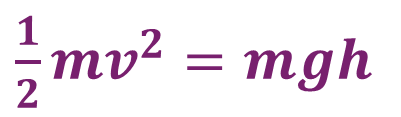 ½mv² = mgh